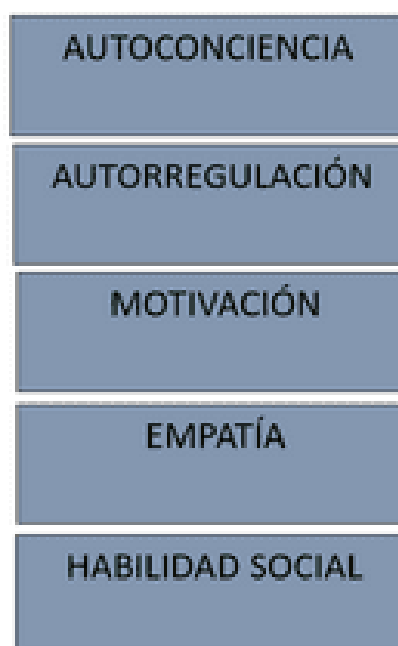 AUTOCONCIENCIA
AUTORREGULACIÓN
MOTIVACIÓN
EMPATÍA
HABILIDAD SOCIAL